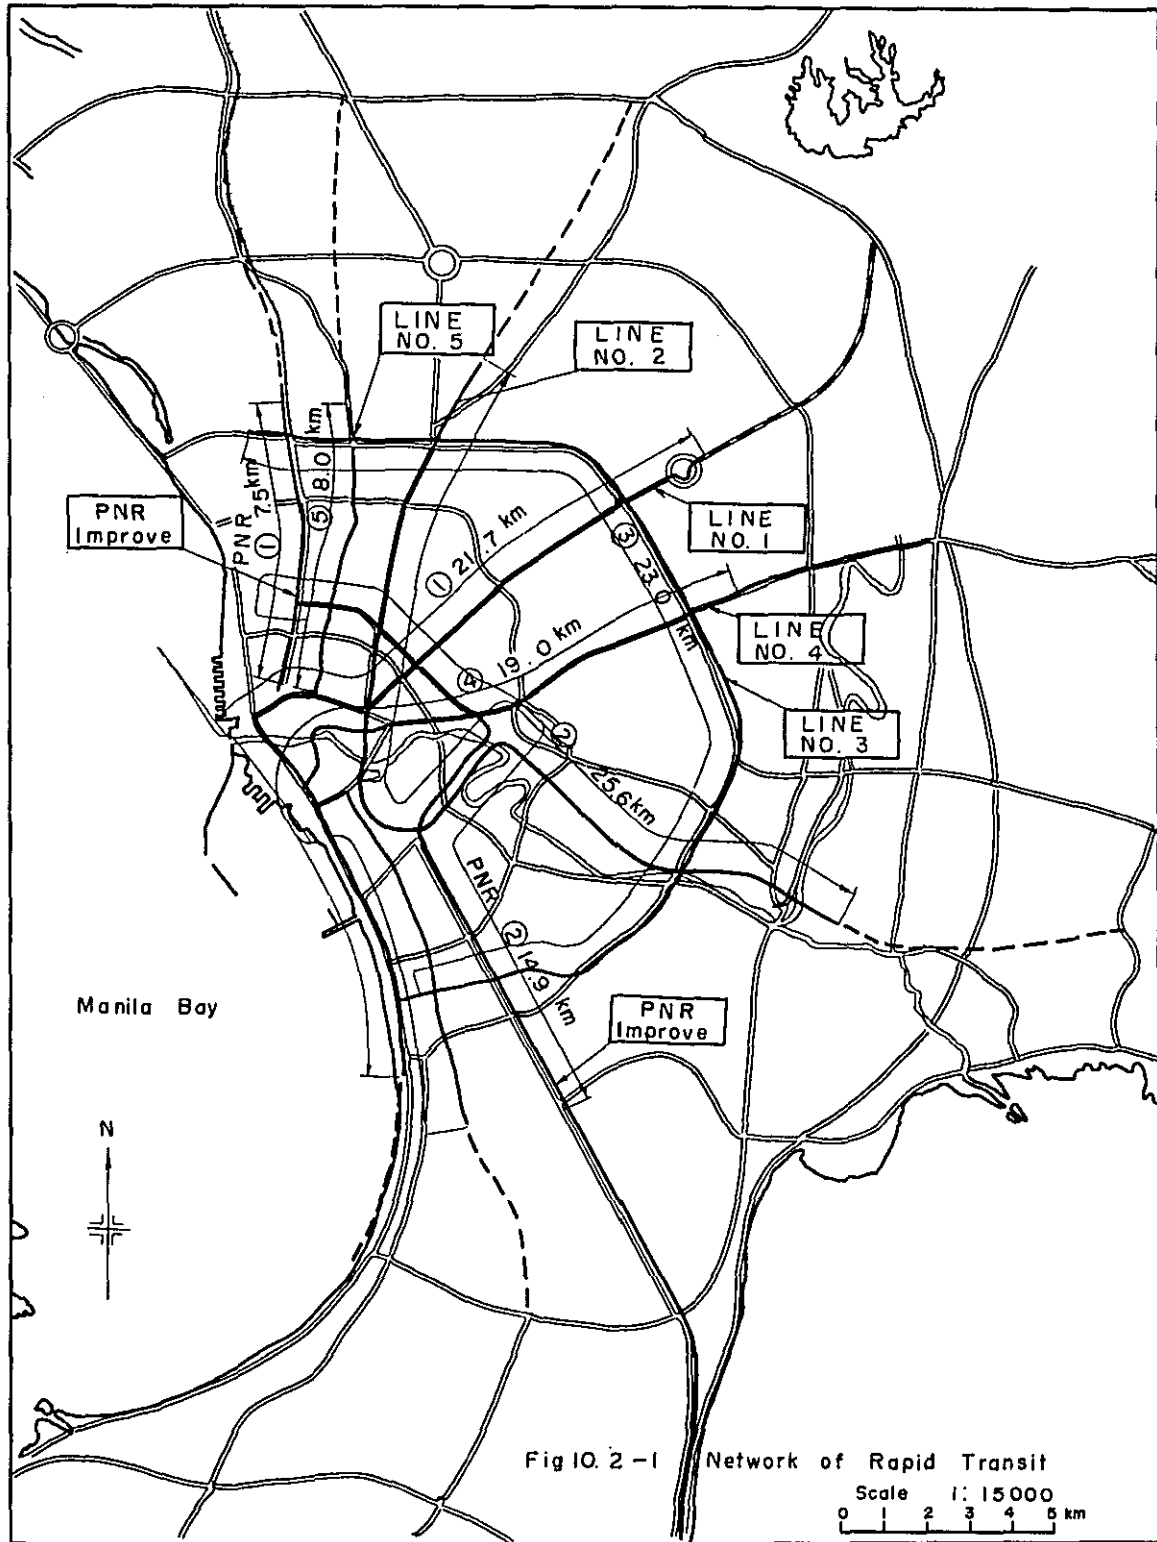 LINE
NO. 5
LINE
NO. 2
PNR
Improve
PNR ① 7.5 km
⑤ 8.0 km
① 21.7 km
③ 23.0 km
LINE
NO. 1
④ 19.0 km
LINE
NO. 4
LINE
NO. 3
② 25.6 km
PNR ② 14.9 km
PNR
Improve
Manila Bay
N
Fig 10. 2-1 Network of Rapid Transit
Scale 1: 15000
0 1 2 3 4 5 km